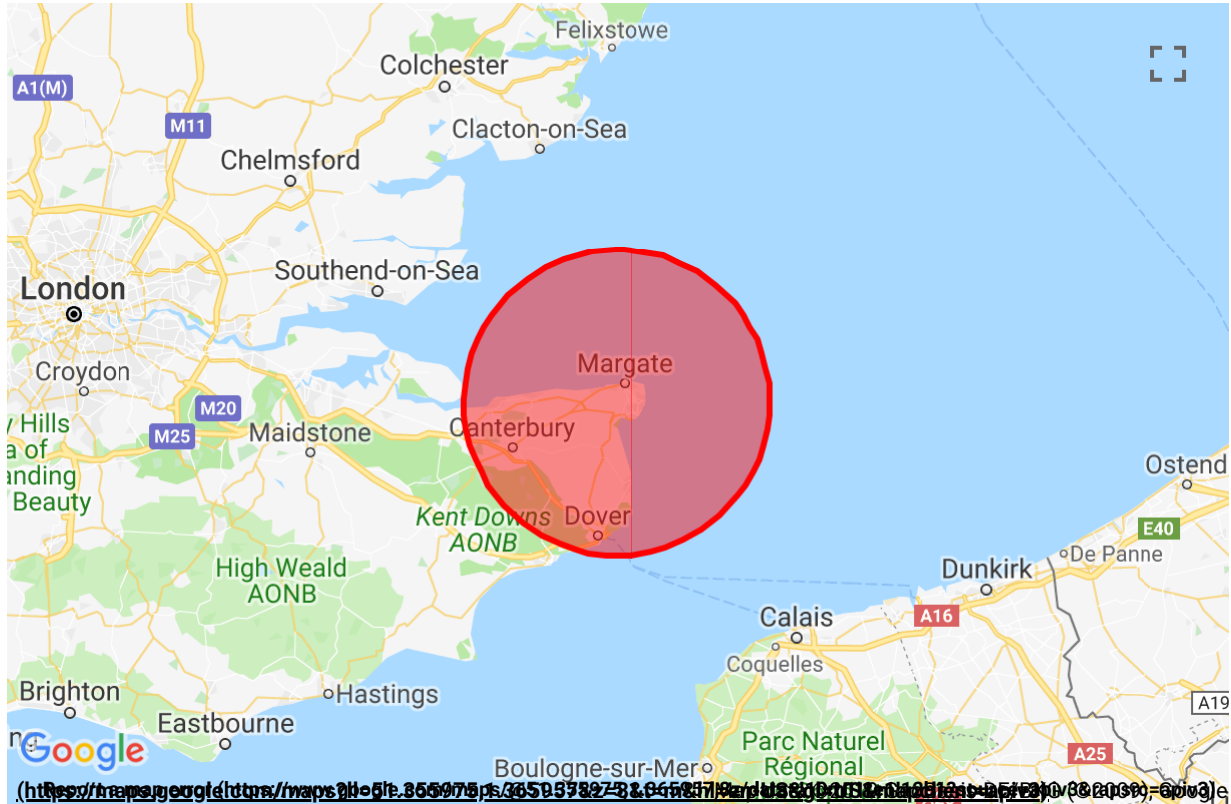 Felixstowe
Colchester
A1(M)
M11
Clacton-on-Sea
Chelmsford
Southend-on-Sea
London
Margate
Croydon
M20
M25
Maidstone
Canterbury
y Hills
a of
anding
Beauty
Ostend
Kent Downs
AONB
Dover
E40
De Panne
High Weald
AONB
Dunkirk
Calais
A16
Coquelles
Brighton
Hastings
A19
Eastbourne
ng
Google
Parc Naturel
Régional
A25
Boulogne-sur-Mer